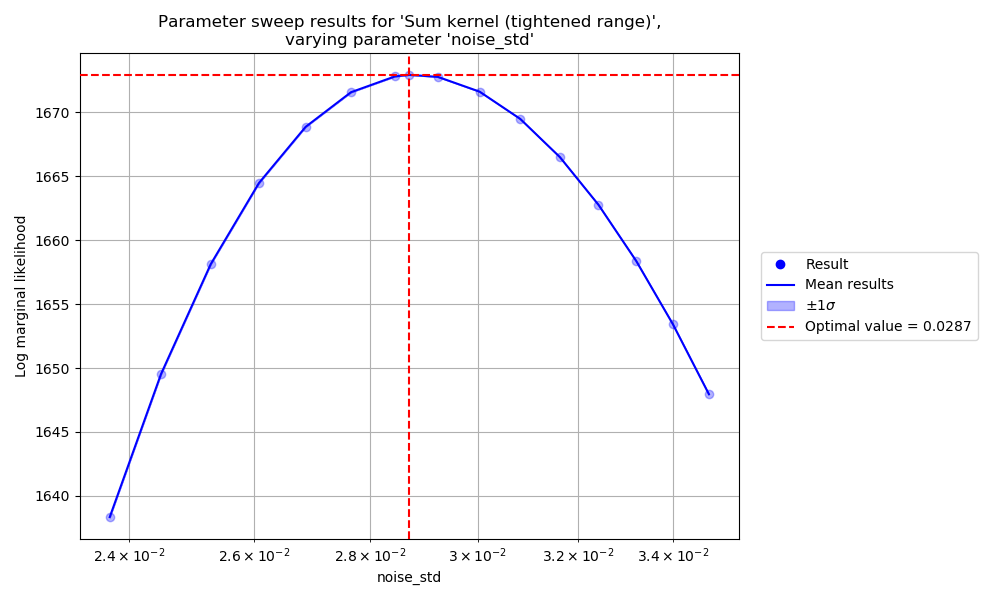 Parameter sweep results for 'Sum kernel (tightened range)',
varying parameter 'noise_std'
Log marginal likelihood
1670
1665
1660
1655
1650
1645
1640
2.4 × 10⁻²
2.6 × 10⁻²
2.8 × 10⁻²
3 × 10⁻²
3.2 × 10⁻²
3.4 × 10⁻²
noise_std
Result
Mean results
±1σ
Optimal value = 0.0287